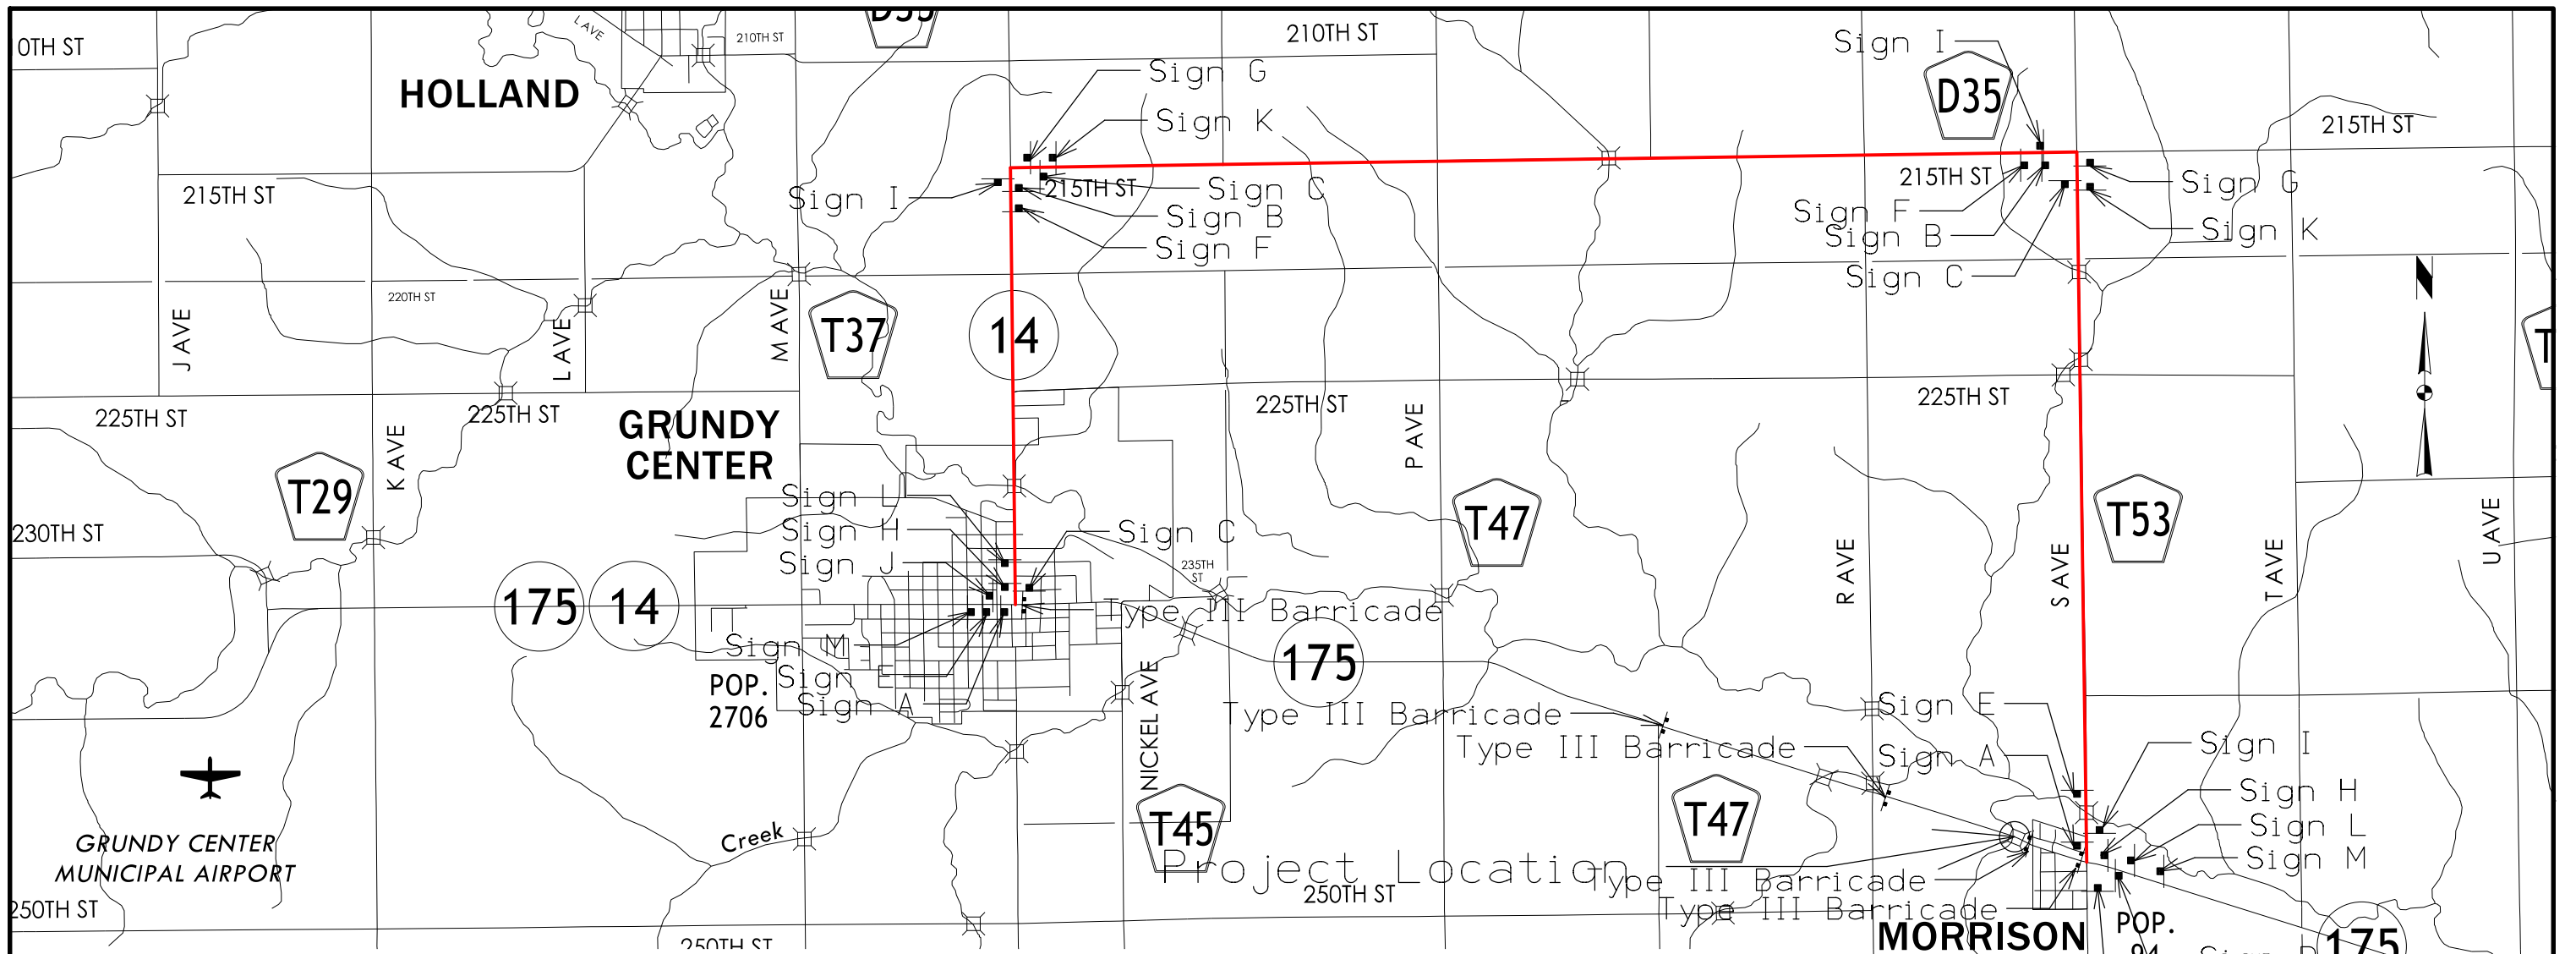 D35
L AVE
0TH ST
210TH ST
210TH ST
Sign I
HOLLAND
Sign G
D35
Sign K
215TH ST
215TH ST
Sign I
215TH ST
Sign C
Sign B
Sign F
215TH ST
Sign G
Sign F
Sign B
Sign K
Sign C
N
220TH ST
J AVE
L AVE
M AVE
T37
14
T
225TH ST
225TH ST
GRUNDY
CENTER
225TH ST
P AVE
225TH ST
K AVE
T29
Sign L
Sign H
Sign J
Sign C
T47
T53
230TH ST
235TH
ST
R AVE
S AVE
T AVE
U AVE
175
14
Type III Barricade
Sign M
Sign
Sign A
POP.
2706
NICKEL AVE
175
Type III Barricade
Type III Barricade
Sign E
Sign A
Sign I
Sign H
Sign L
Sign M
T45
T47
Creek
GRUNDY CENTER
MUNICIPAL AIRPORT
Project Location
Type III Barricade
Type III Barricade
250TH ST
250TH ST
250TH ST
MORRISON
POP.
94
175